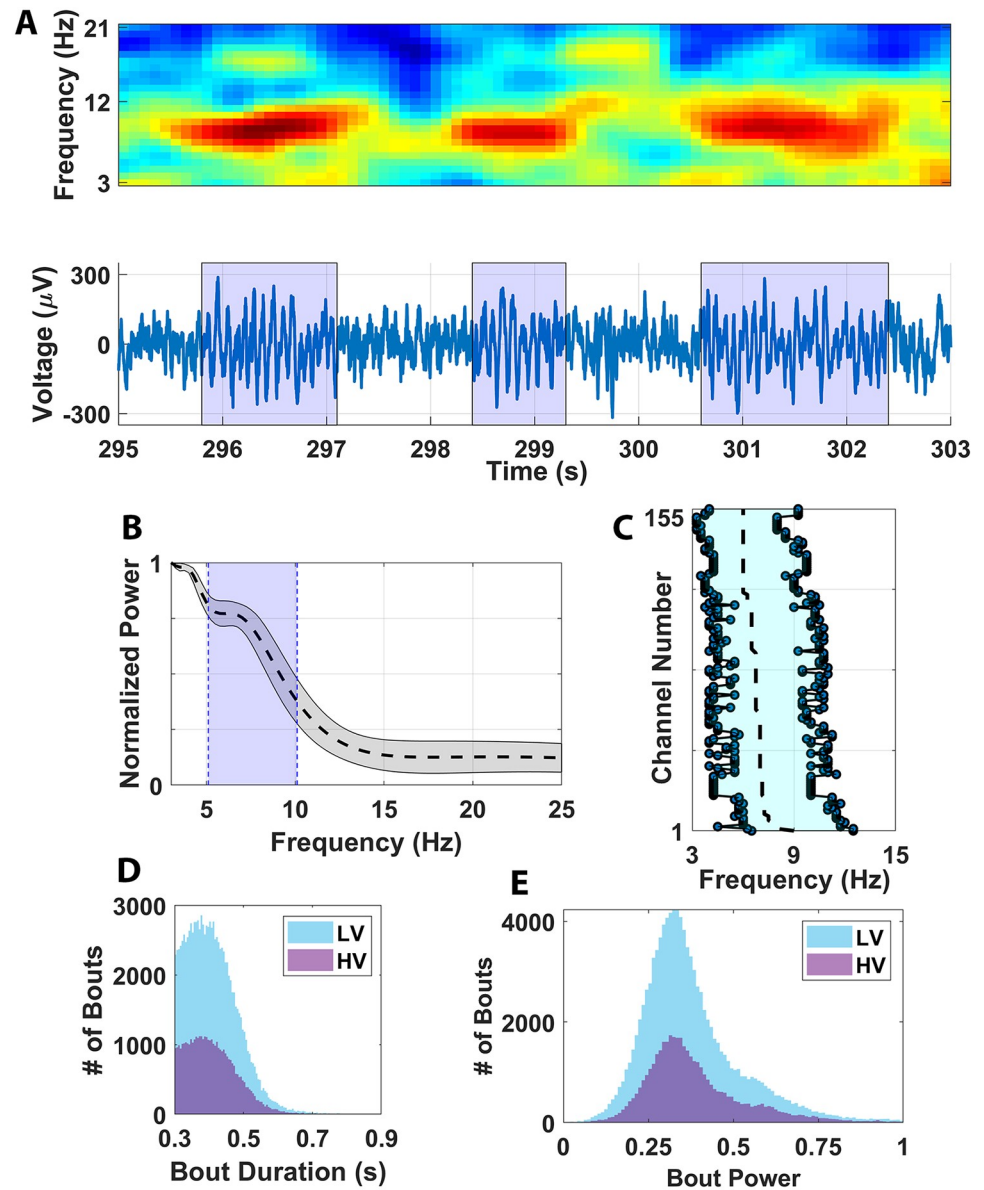 A
Frequency (Hz)
21
12
3
Voltage (μV)
300
0
-300
295 296 297 298 299 300 301 302 303
Time (s)
B
Normalized Power
1
0
5 10 15 20 25
Frequency (Hz)
C
Channel Number
155
1
3 9 15
Frequency (Hz)
D
# of Bouts
3000
2000
1000
0
0.3 0.5 0.7 0.9
Bout Duration (s)
LV
HV
E
# of Bouts
4000
2000
0
0 0.25 0.5 0.75 1
Bout Power
LV
HV